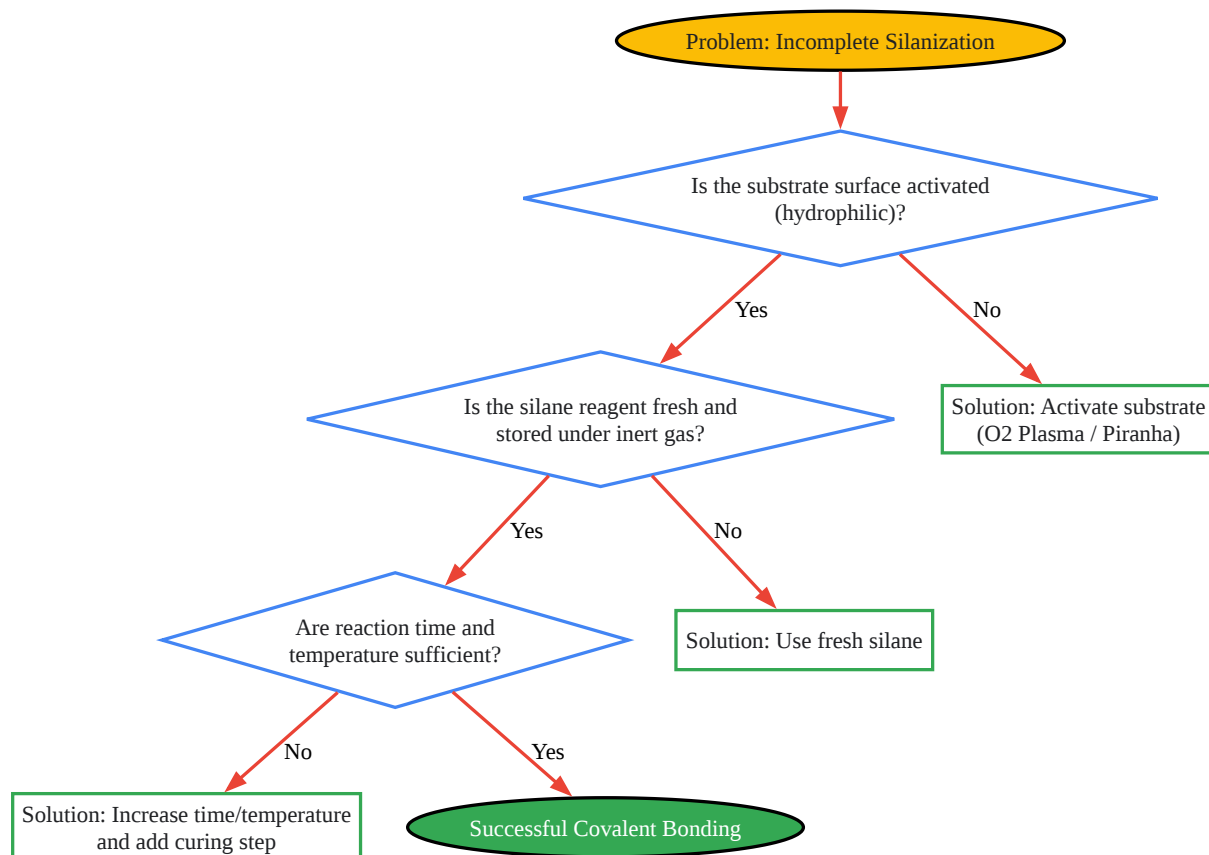 Problem: Incomplete Silanization
Is the substrate surface activated
(hydrophilic)?
Yes
No
Is the silane reagent fresh and
stored under inert gas?
Solution: Activate substrate
(O2 Plasma / Piranha)
Yes
No
Are reaction time and
temperature sufficient?
Solution: Use fresh silane
No
Yes
Solution: Increase time/temperature
and add curing step
Successful Covalent Bonding